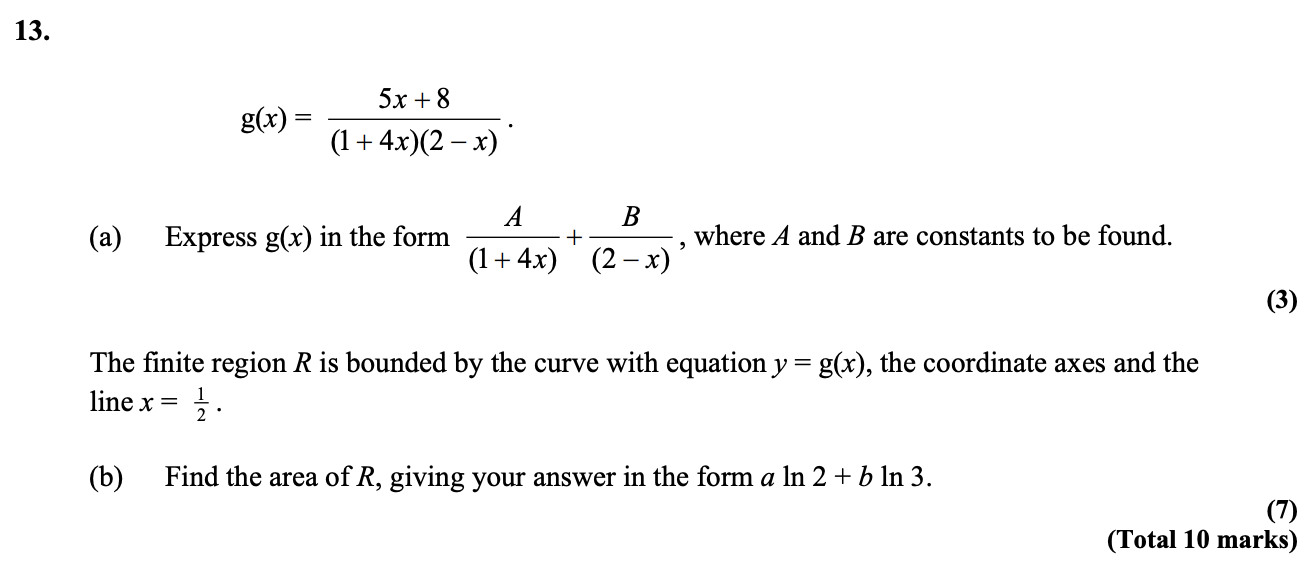 13.
g(x) = \frac{5x + 8}{(1 + 4x)(2 – x)} .
(a) Express g(x) in the form \frac{A}{(1 + 4x)} + \frac{B}{(2 – x)} , where A and B are constants to be found.
(3)
The finite region R is bounded by the curve with equation y = g(x), the coordinate axes and the
line x = \frac{1}{2} .
(b) Find the area of R, giving your answer in the form a ln 2 + b ln 3.
(7)
(Total 10 marks)